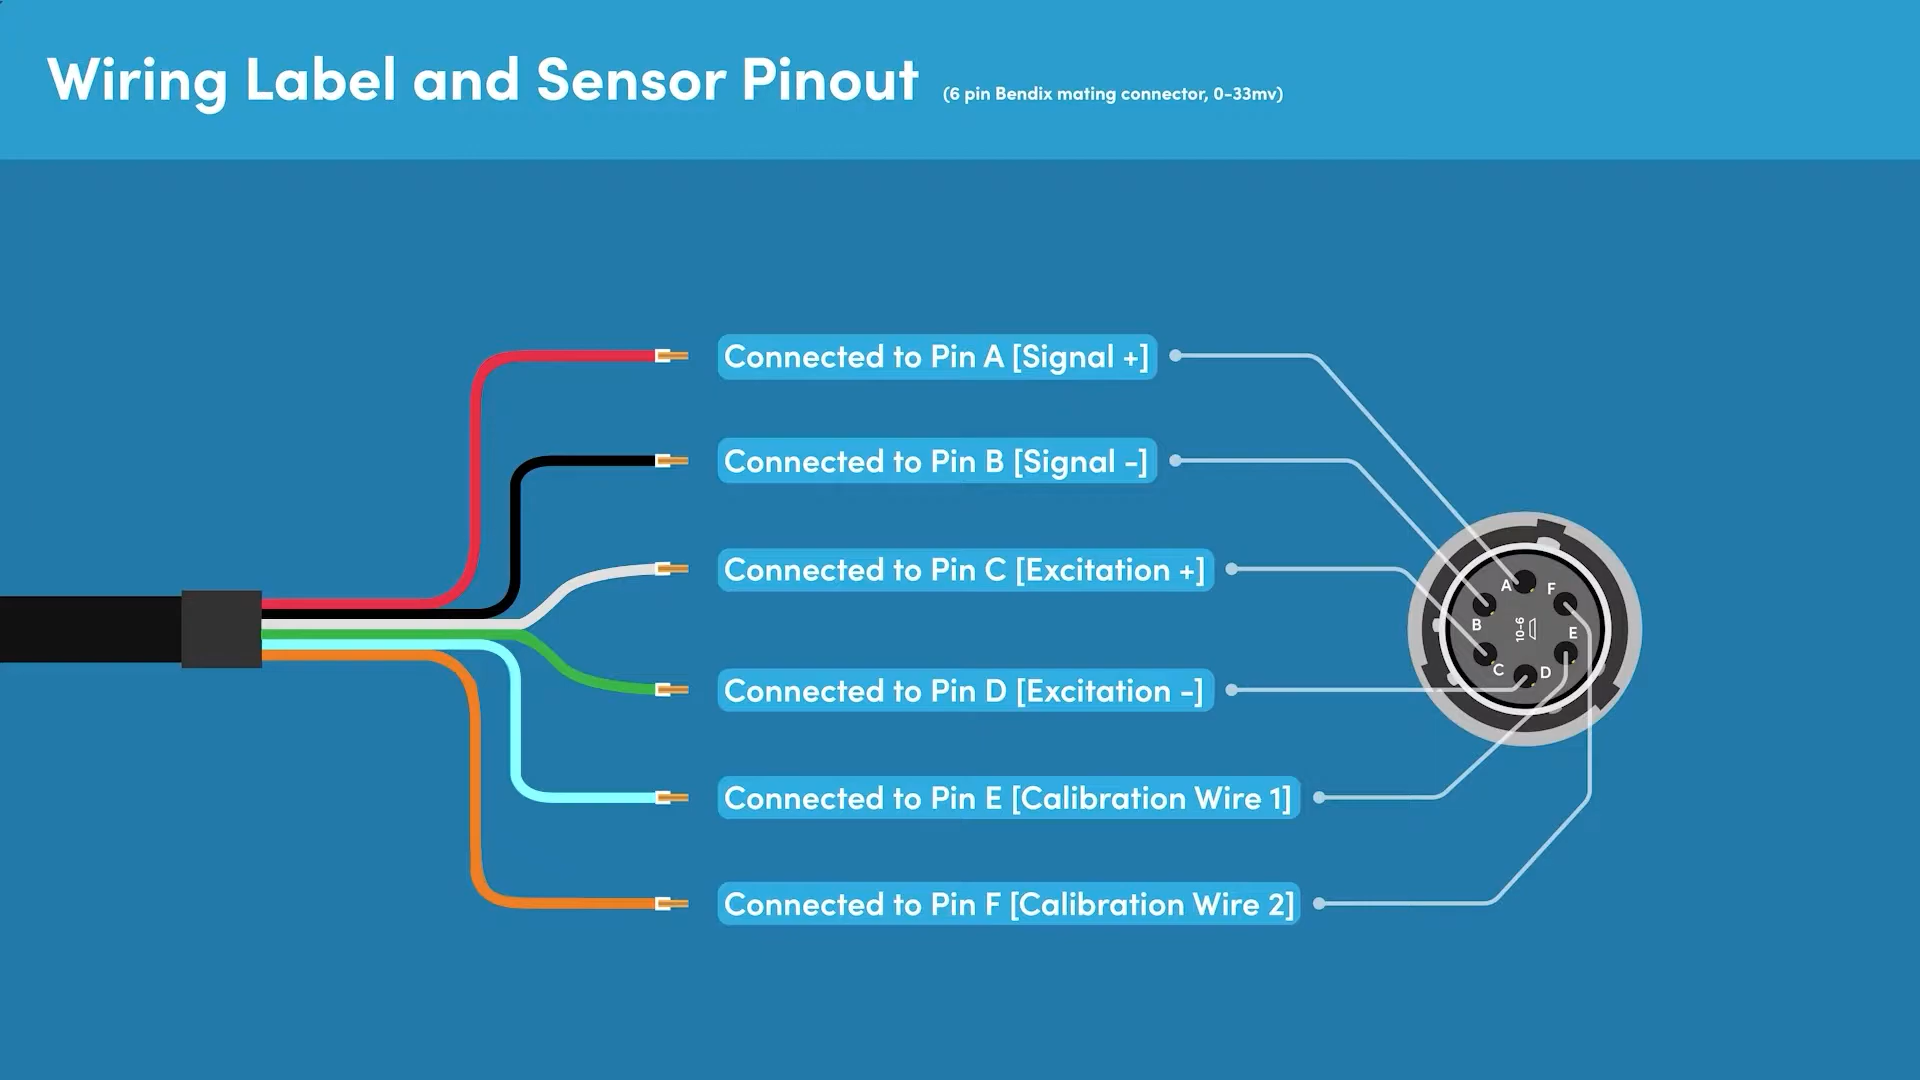 Wiring Label and Sensor Pinout (6 pin Bendix mating connector, 0-33mv)
Connected to Pin A [Signal +]
Connected to Pin B [Signal -]
Connected to Pin C [Excitation +]
Connected to Pin D [Excitation -]
Connected to Pin E [Calibration Wire 1]
Connected to Pin F [Calibration Wire 2]
A
F
B
10-6
E
C
D